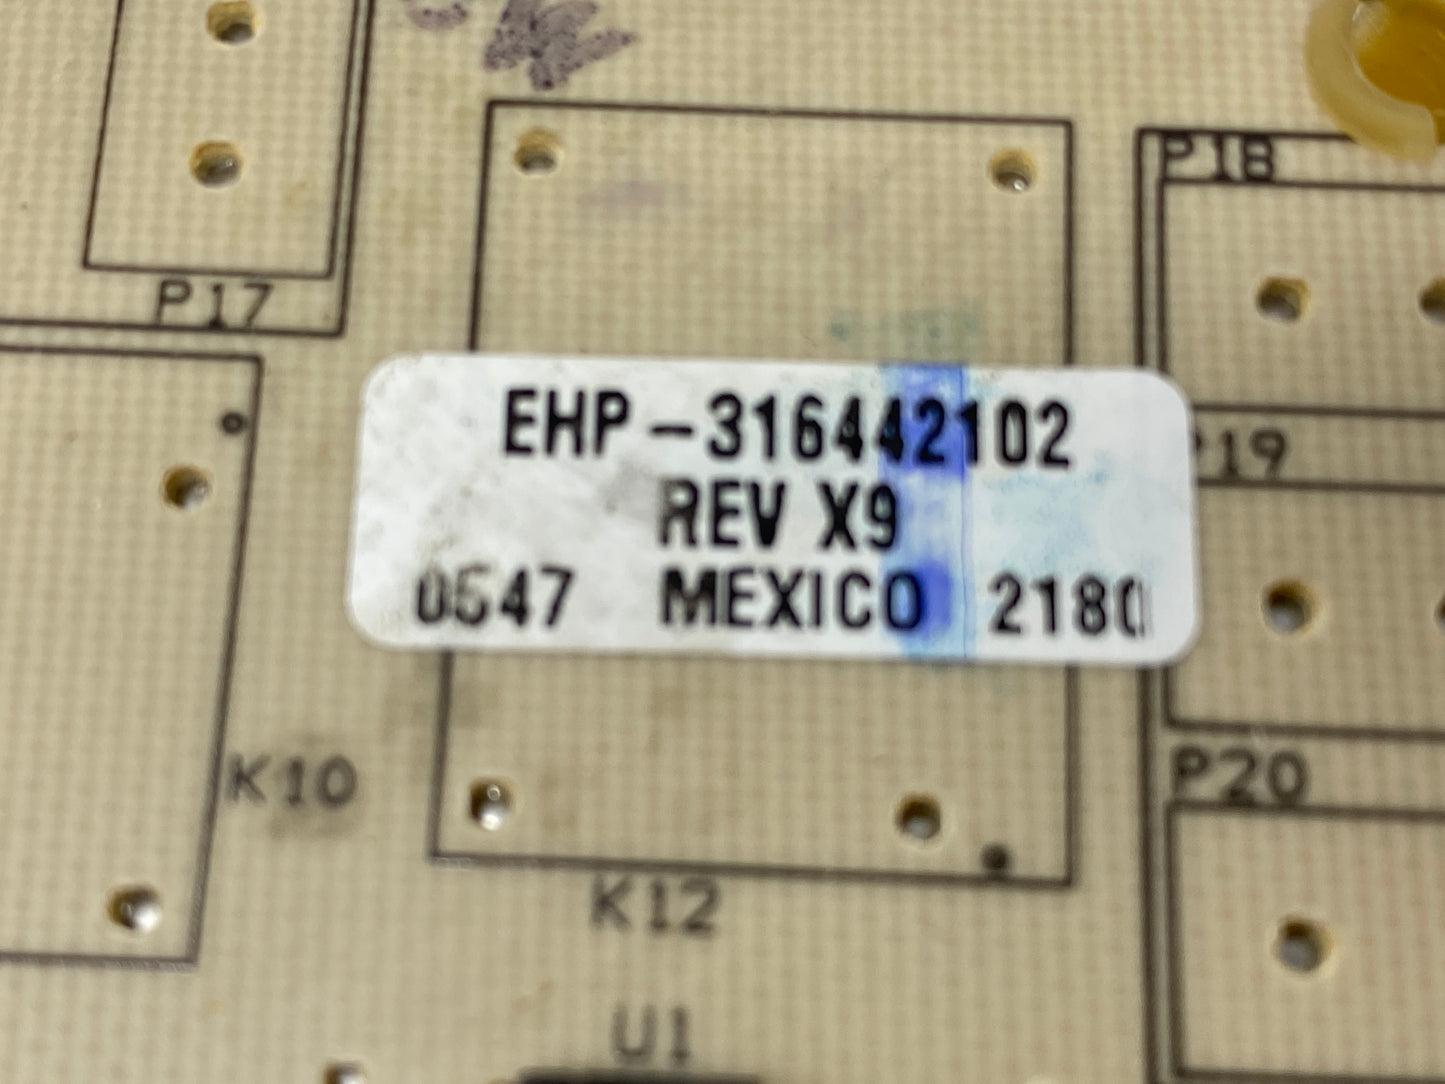 P18
P17
EHP-316442102
REV X9
0547 MEXICO 2180
P19
K10
P20
K12
U1